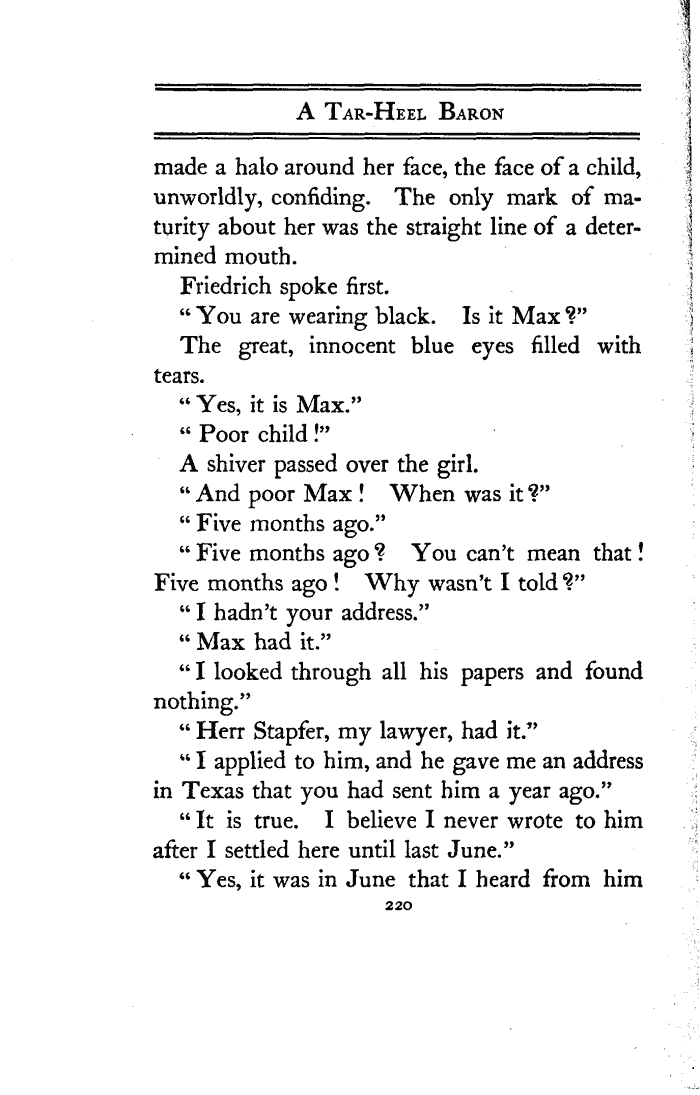 A TAR-HEEL BARON
made a halo around her face, the face of a child,
unworldly, confiding. The only mark of ma-
turity about her was the straight line of a deter-
mined mouth.
Friedrich spoke first.
“You are wearing black. Is it Max?”
The great, innocent blue eyes filled with
tears.
“Yes, it is Max.”
“Poor child!”
A shiver passed over the girl.
“And poor Max! When was it?”
“Five months ago.”
“Five months ago? You can’t mean that!
Five months ago! Why wasn’t I told?”
“I hadn’t your address.”
“Max had it.”
“I looked through all his papers and found
nothing.”
“Herr Stapfer, my lawyer, had it.”
“I applied to him, and he gave me an address
in Texas that you had sent him a year ago.”
“It is true. I believe I never wrote to him
after I settled here until last June.”
“Yes, it was in June that I heard from him
220